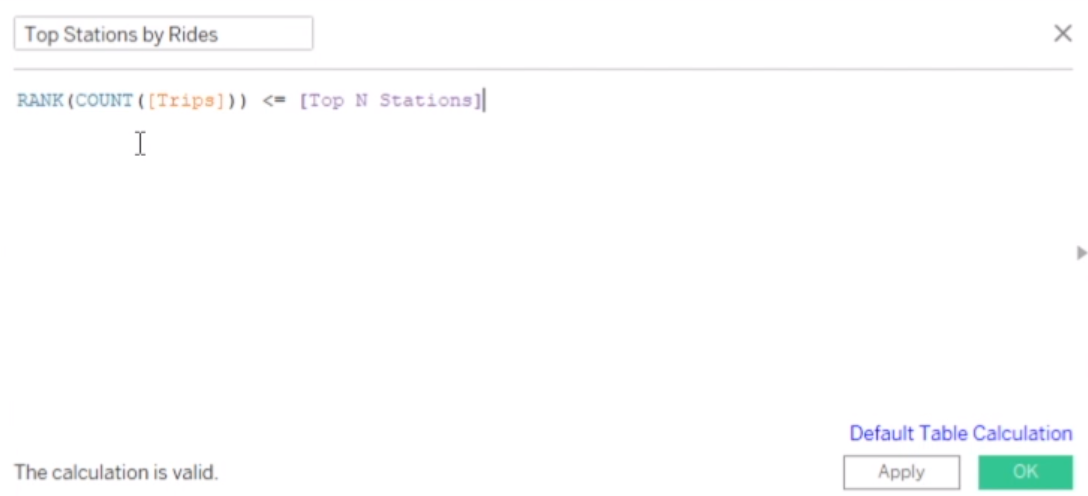 Top Stations by Rides
RANK(COUNT([Trips])) <= [Top N Stations]
Default Table Calculation
The calculation is valid.
Apply
OK